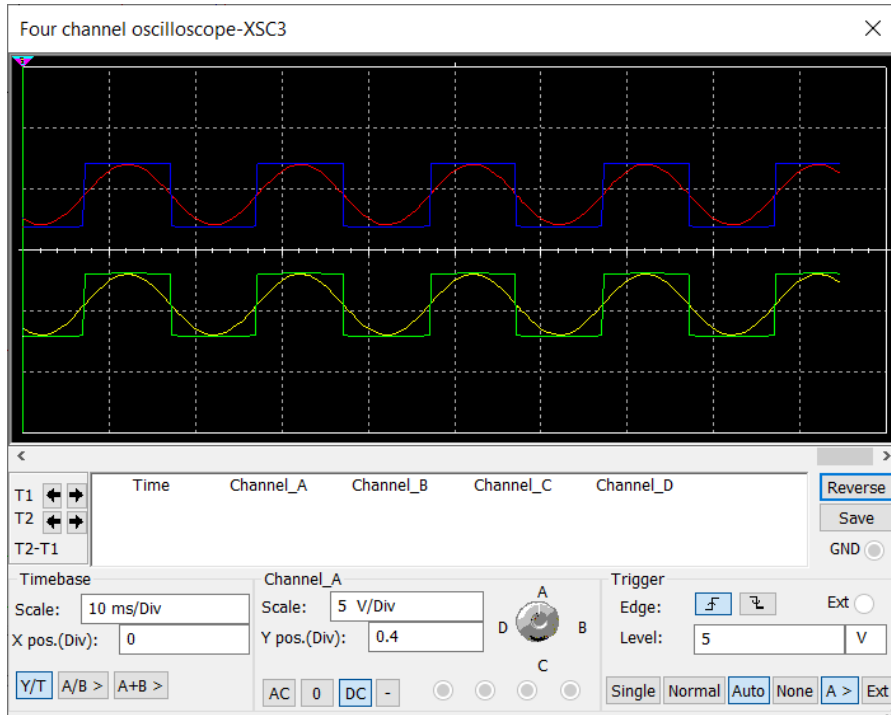 Four channel oscilloscope-XSC3
Time Channel_A Channel_B Channel_C Channel_D
T1
T2
T2-T1
Reverse
Save
GND
Timebase
Scale: 10 ms/Div
X pos.(Div): 0
Y/T A/B > A+B >
Channel_A
Scale: 5 V/Div
Y pos.(Div): 0.4
AC 0 DC -
A
D B
C
Trigger
Edge: Ext
Level: 5 V
Single Normal Auto None A > Ext